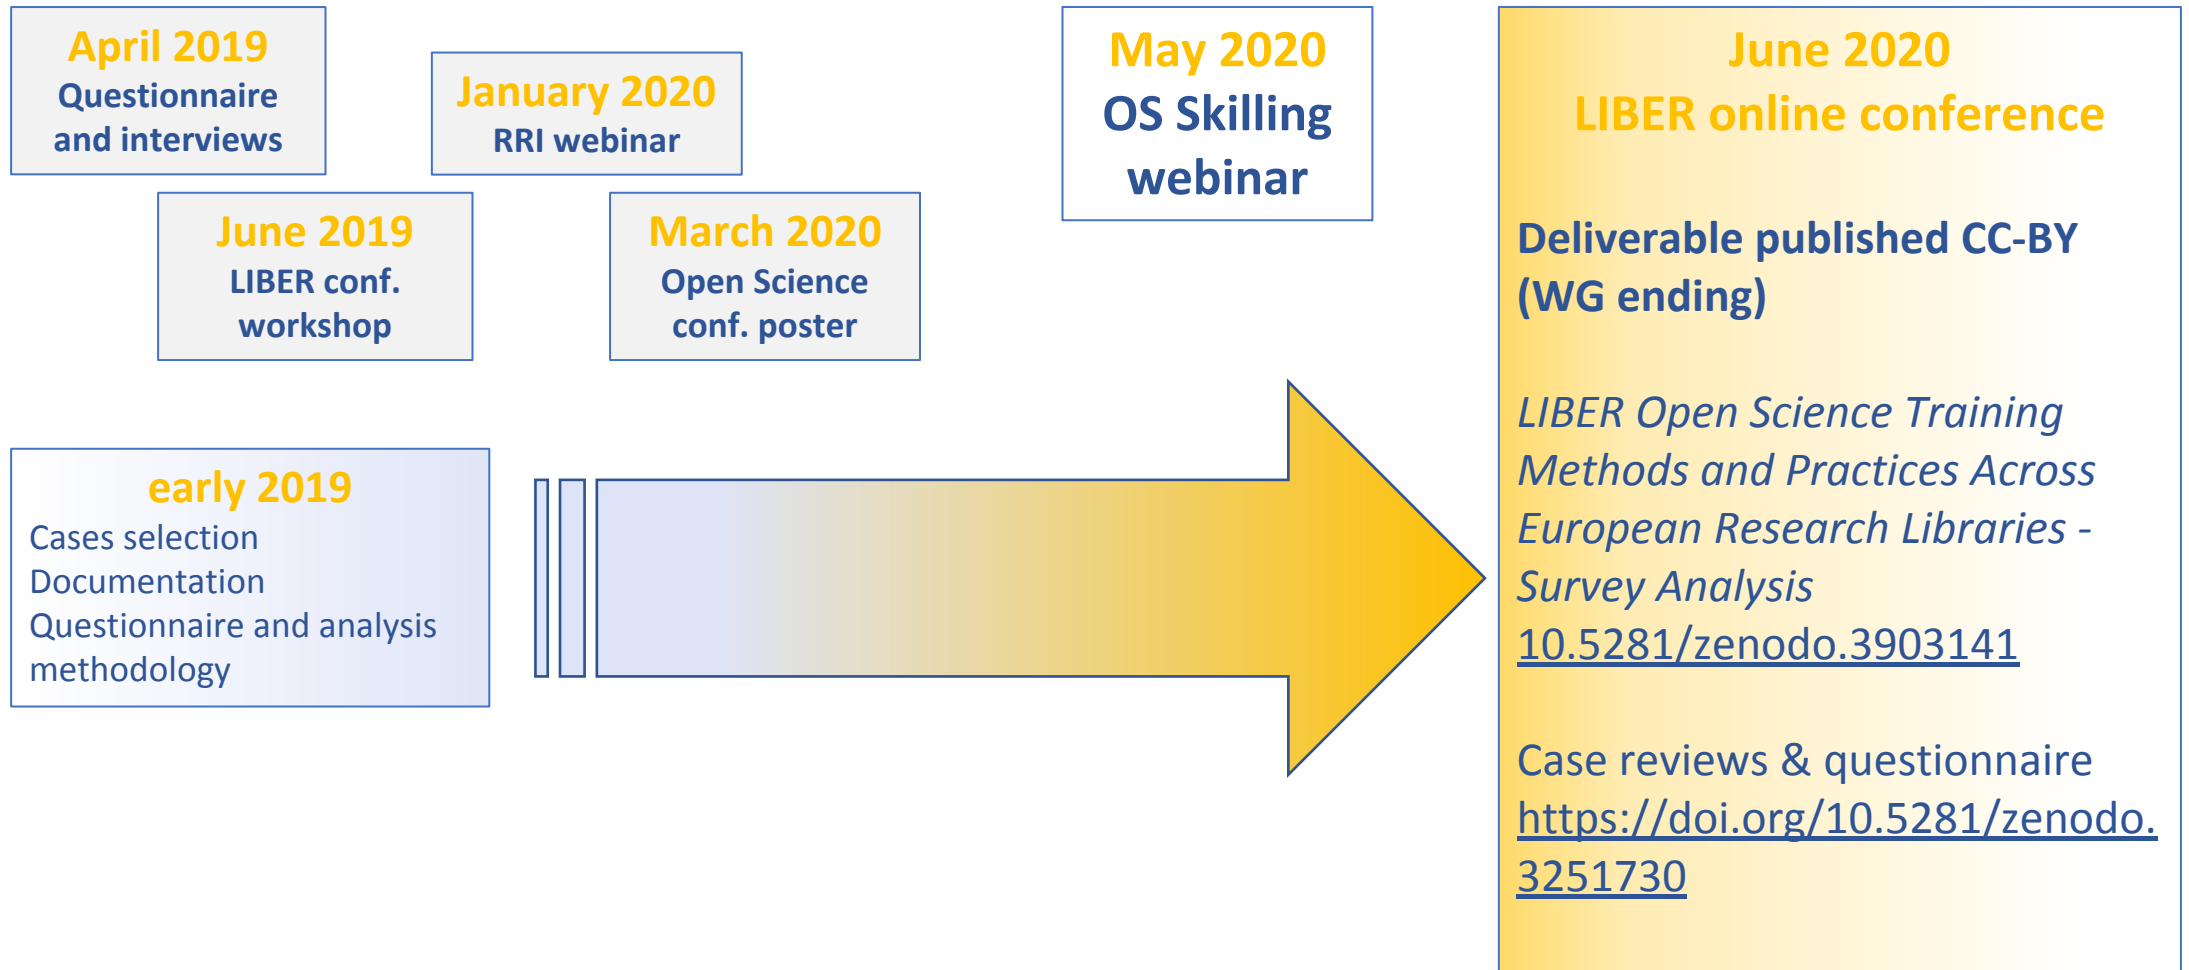 April 2019
Questionnaire
and interviews
June 2019
LIBER conf.
workshop
January 2020
RRI webinar
March 2020
Open Science
conf. poster
May 2020
OS Skilling
webinar
early 2019
Cases selection
Documentation
Questionnaire and analysis
methodology
June 2020
LIBER online conference
Deliverable published CC-BY
(WG ending)
LIBER Open Science Training
Methods and Practices Across
European Research Libraries -
Survey Analysis
10.5281/zenodo.3903141
Case reviews & questionnaire
https://doi.org/10.5281/zenodo.
3251730